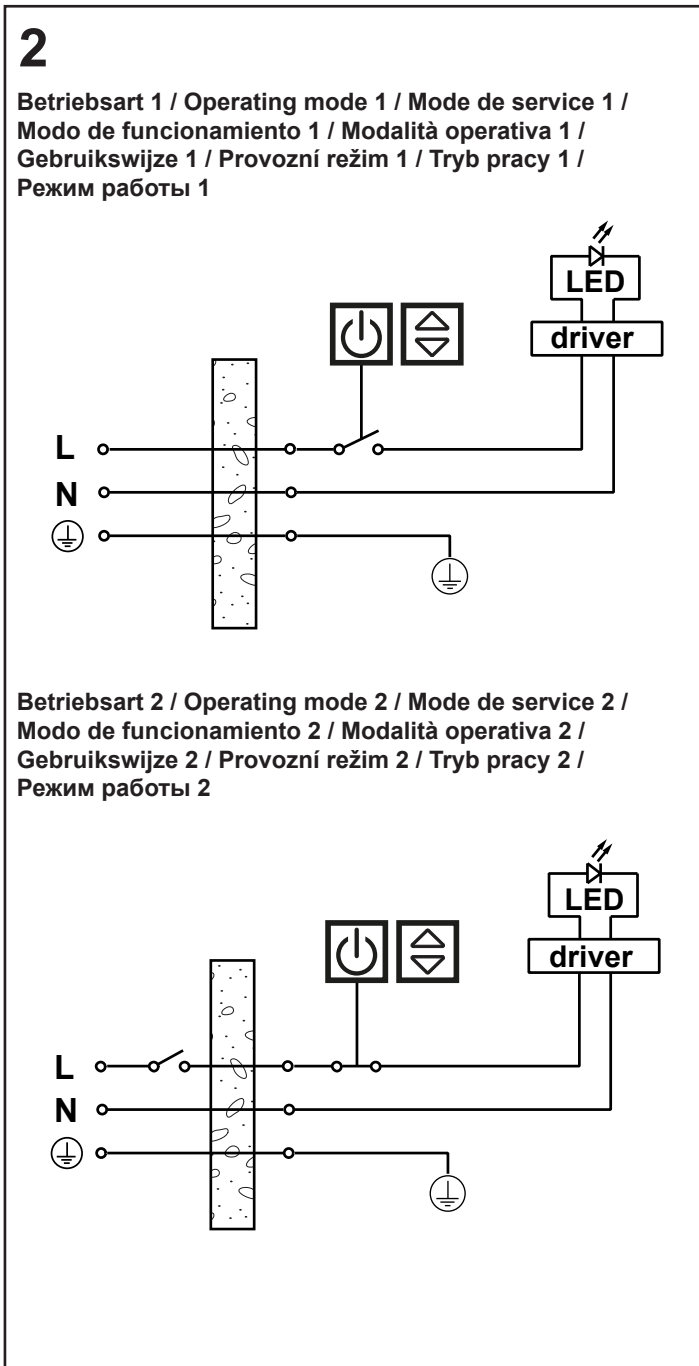 2
Betriebsart 1 / Operating mode 1 / Mode de service 1 /
Modo de funcionamiento 1 / Modalità operativa 1 /
Gebruikswijze 1 / Provozní režim 1 / Tryb pracy 1 /
Режим работы 1
LED
driver
L
N
Betriebsart 2 / Operating mode 2 / Mode de service 2 /
Modo de funcionamiento 2 / Modalità operativa 2 /
Gebruikswijze 2 / Provozní režim 2 / Tryb pracy 2 /
Режим работы 2
LED
driver
L
N